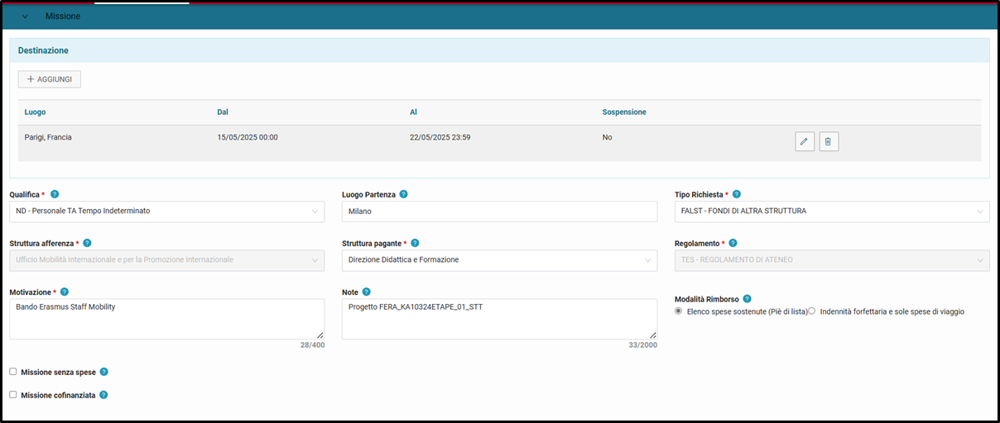 Missione
Destinazione
+ AGGIUNGI
Luogo Dal Al Sospensione
Parigi, Francia 15/05/2025 00:00 22/05/2025 23:59 No
Qualifica * ? Luogo Partenza ? Tipo Richiesta * ?
ND - Personale TA Tempo Indeterminato Milano FALST - FONDI DI ALTRA STRUTTURA
Struttura afferenza * ? Struttura pagante * ? Regolamento * ?
Ufficio Mobilità Internazionale e per la Promozione Internazionale Direzione Didattica e Formazione TES - REGOLAMENTO DI ATENEO
Motivazione * ? Note ? Modalità Rimborso ?
Bando Erasmus Staff Mobility Progetto FERA_KA10324ETAPE_01_STT Elenco spese sostenute (Piè di lista) Indennità forfettaria e sole spese di viaggio
28/400 33/2000
Missione senza spese ?
Missione cofinanziata ?